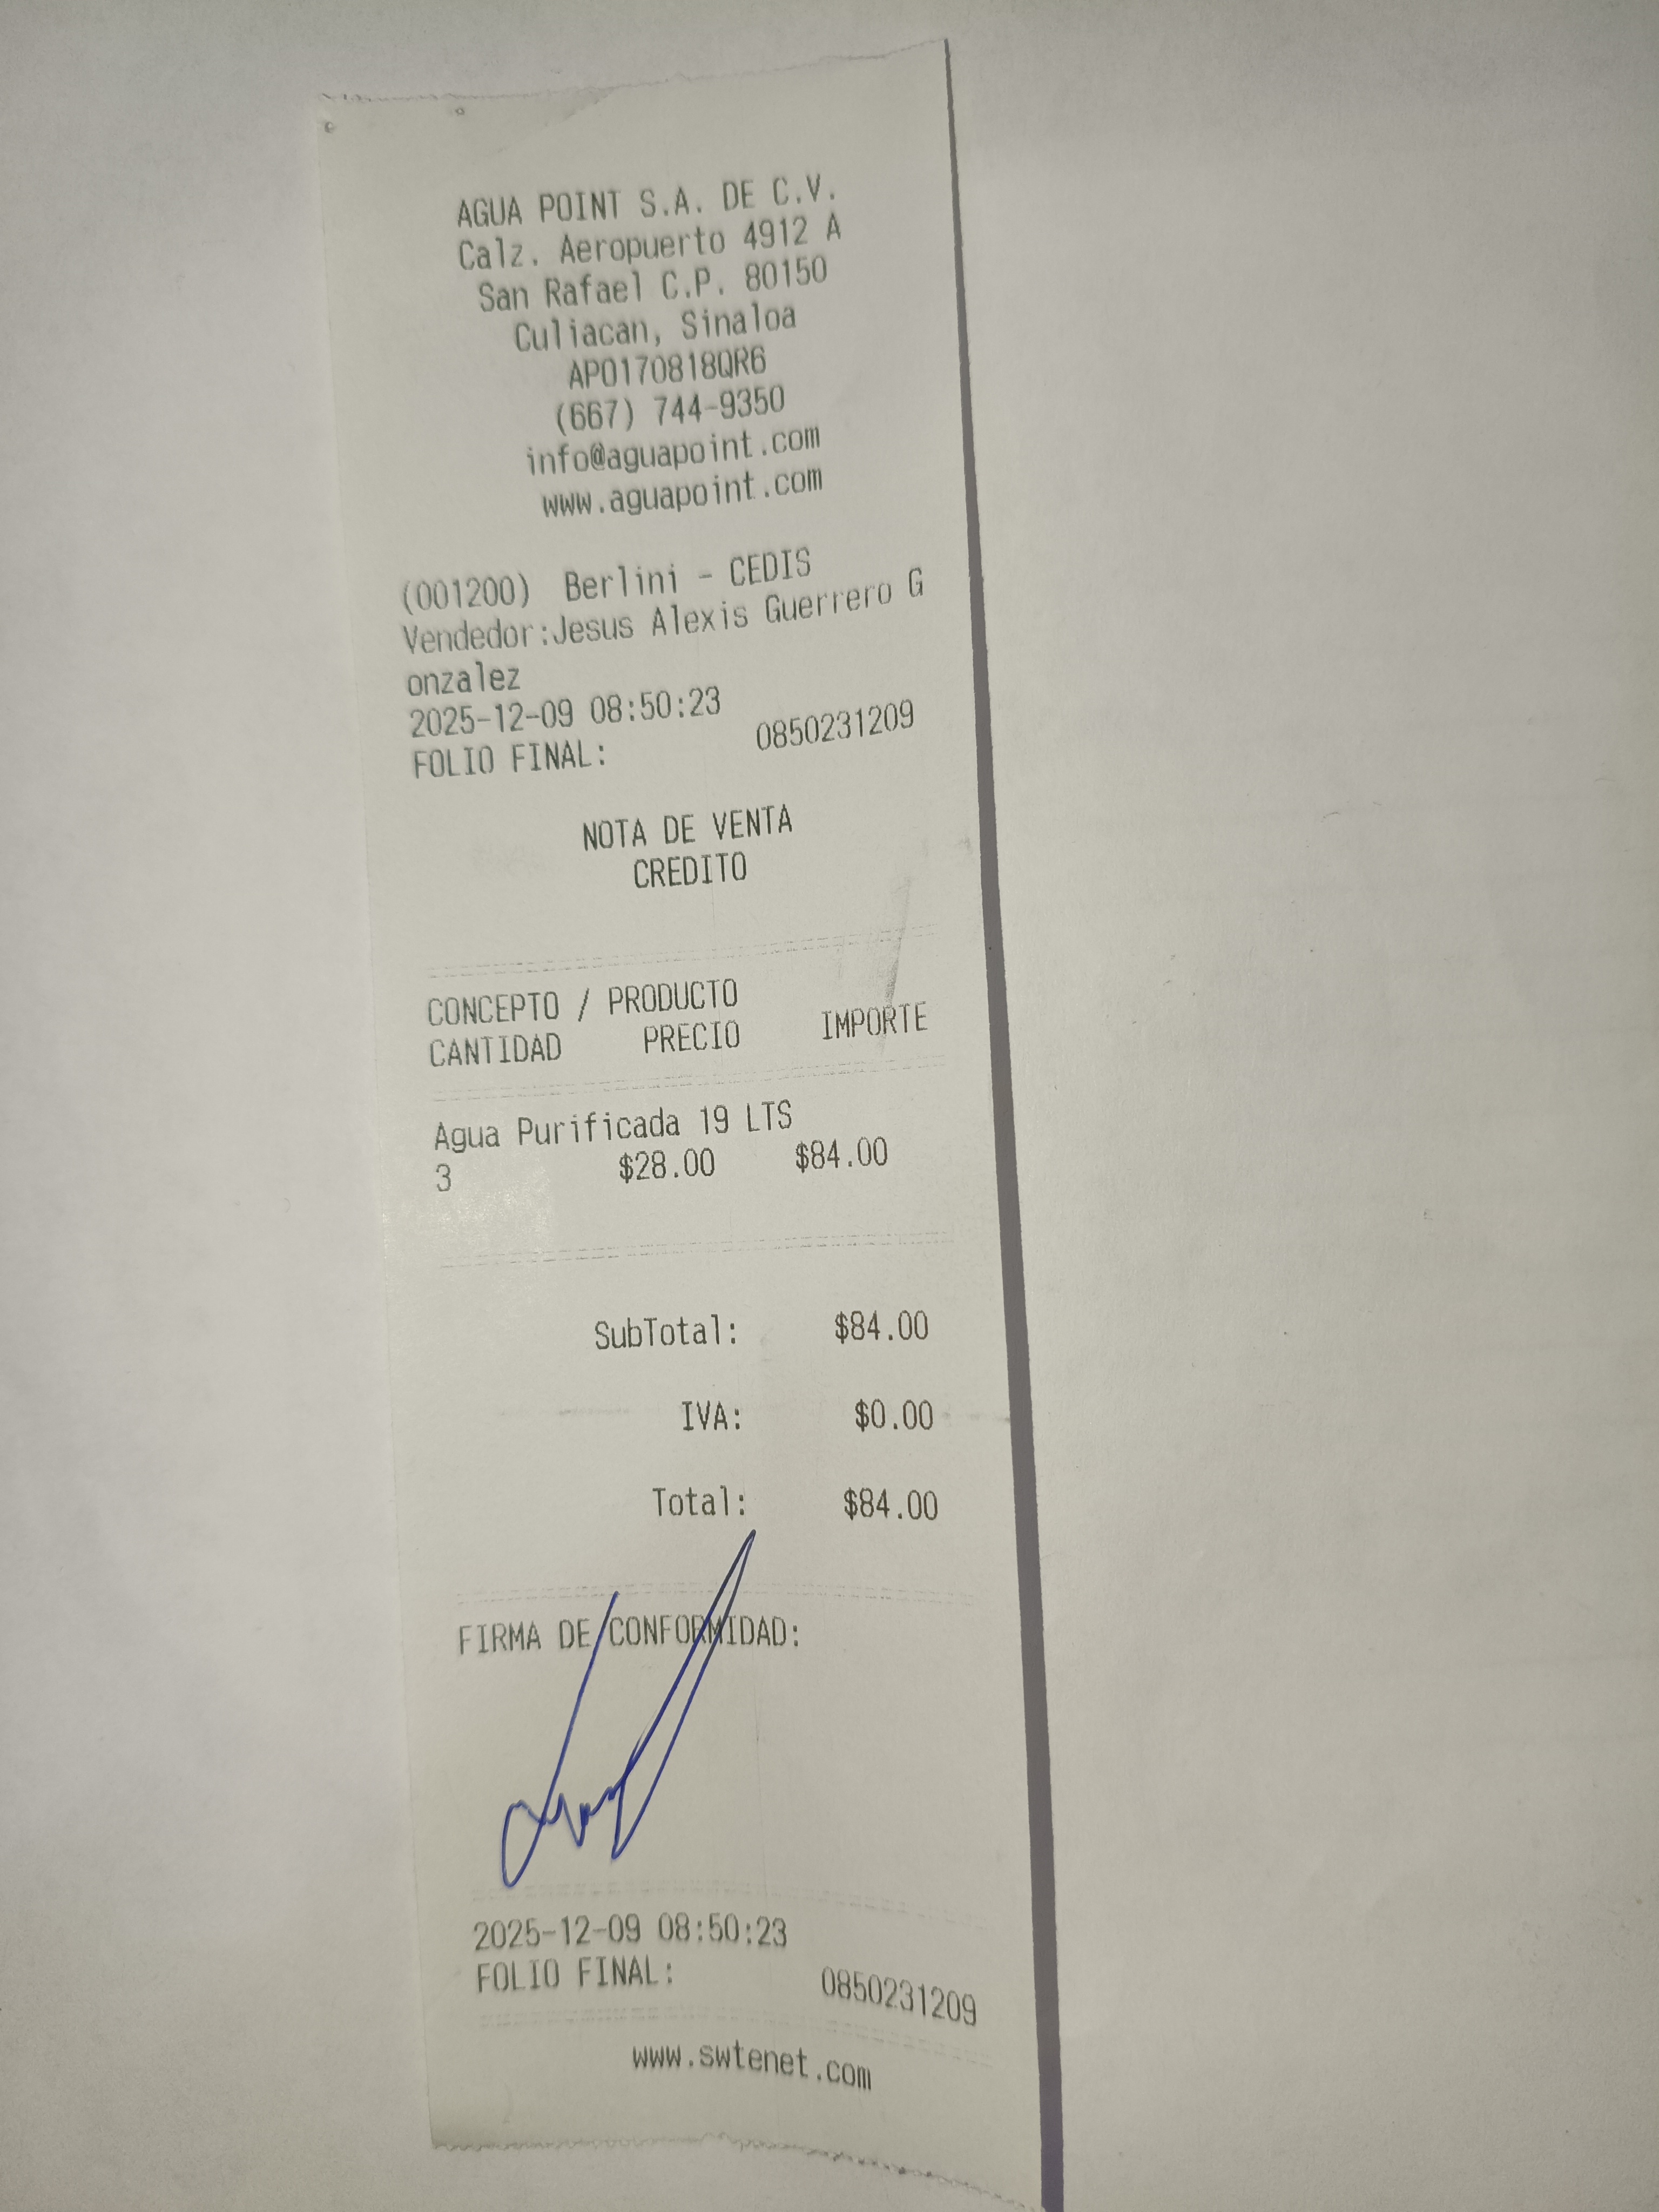 AGUA POINT S.A. DE C.V.
Calz. Aeropuerto 4912 A
San Rafael C.P. 80150
Culiacan, Sinaloa
APO170818QR6
(667) 744-9350
info@aguapoint.com
www.aguapoint.com
(001200) Berlini - CEDIS
Vendedor:Jesus Alexis Guerrero G
onzalez
2025-12-09 08:50:23
FOLIO FINAL: 0850231209
NOTA DE VENTA
CREDITO
CONCEPTO / PRODUCTO
CANTIDAD PRECIO IMPORTE
Agua Purificada 19 LTS
3 $28.00 $84.00
SubTotal: $84.00
IVA: $0.00
Total: $84.00
FIRMA DE CONFORMIDAD:
2025-12-09 08:50:23
FOLIO FINAL: 0850231209
www.swtenet.com